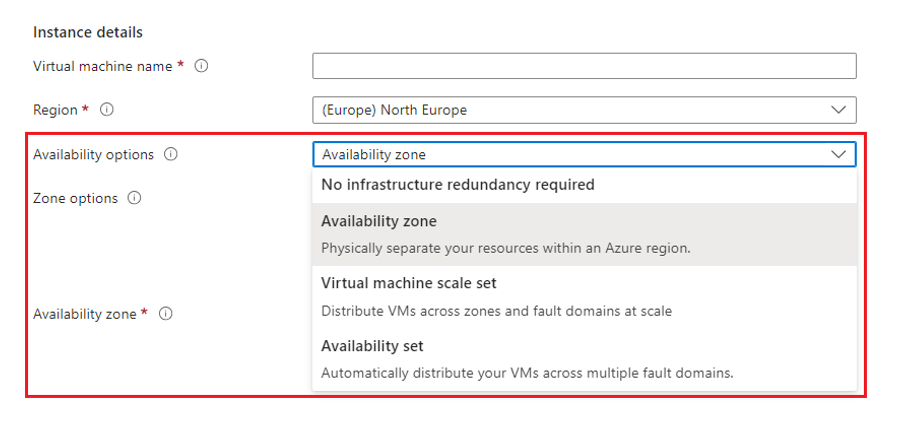 Instance details
Virtual machine name *
Region *
(Europe) North Europe
Availability options
Availability zone
No infrastructure redundancy required
Zone options
Availability zone
Physically separate your resources within an Azure region.
Virtual machine scale set
Distribute VMs across zones and fault domains at scale
Availability zone *
Availability set
Automatically distribute your VMs across multiple fault domains.